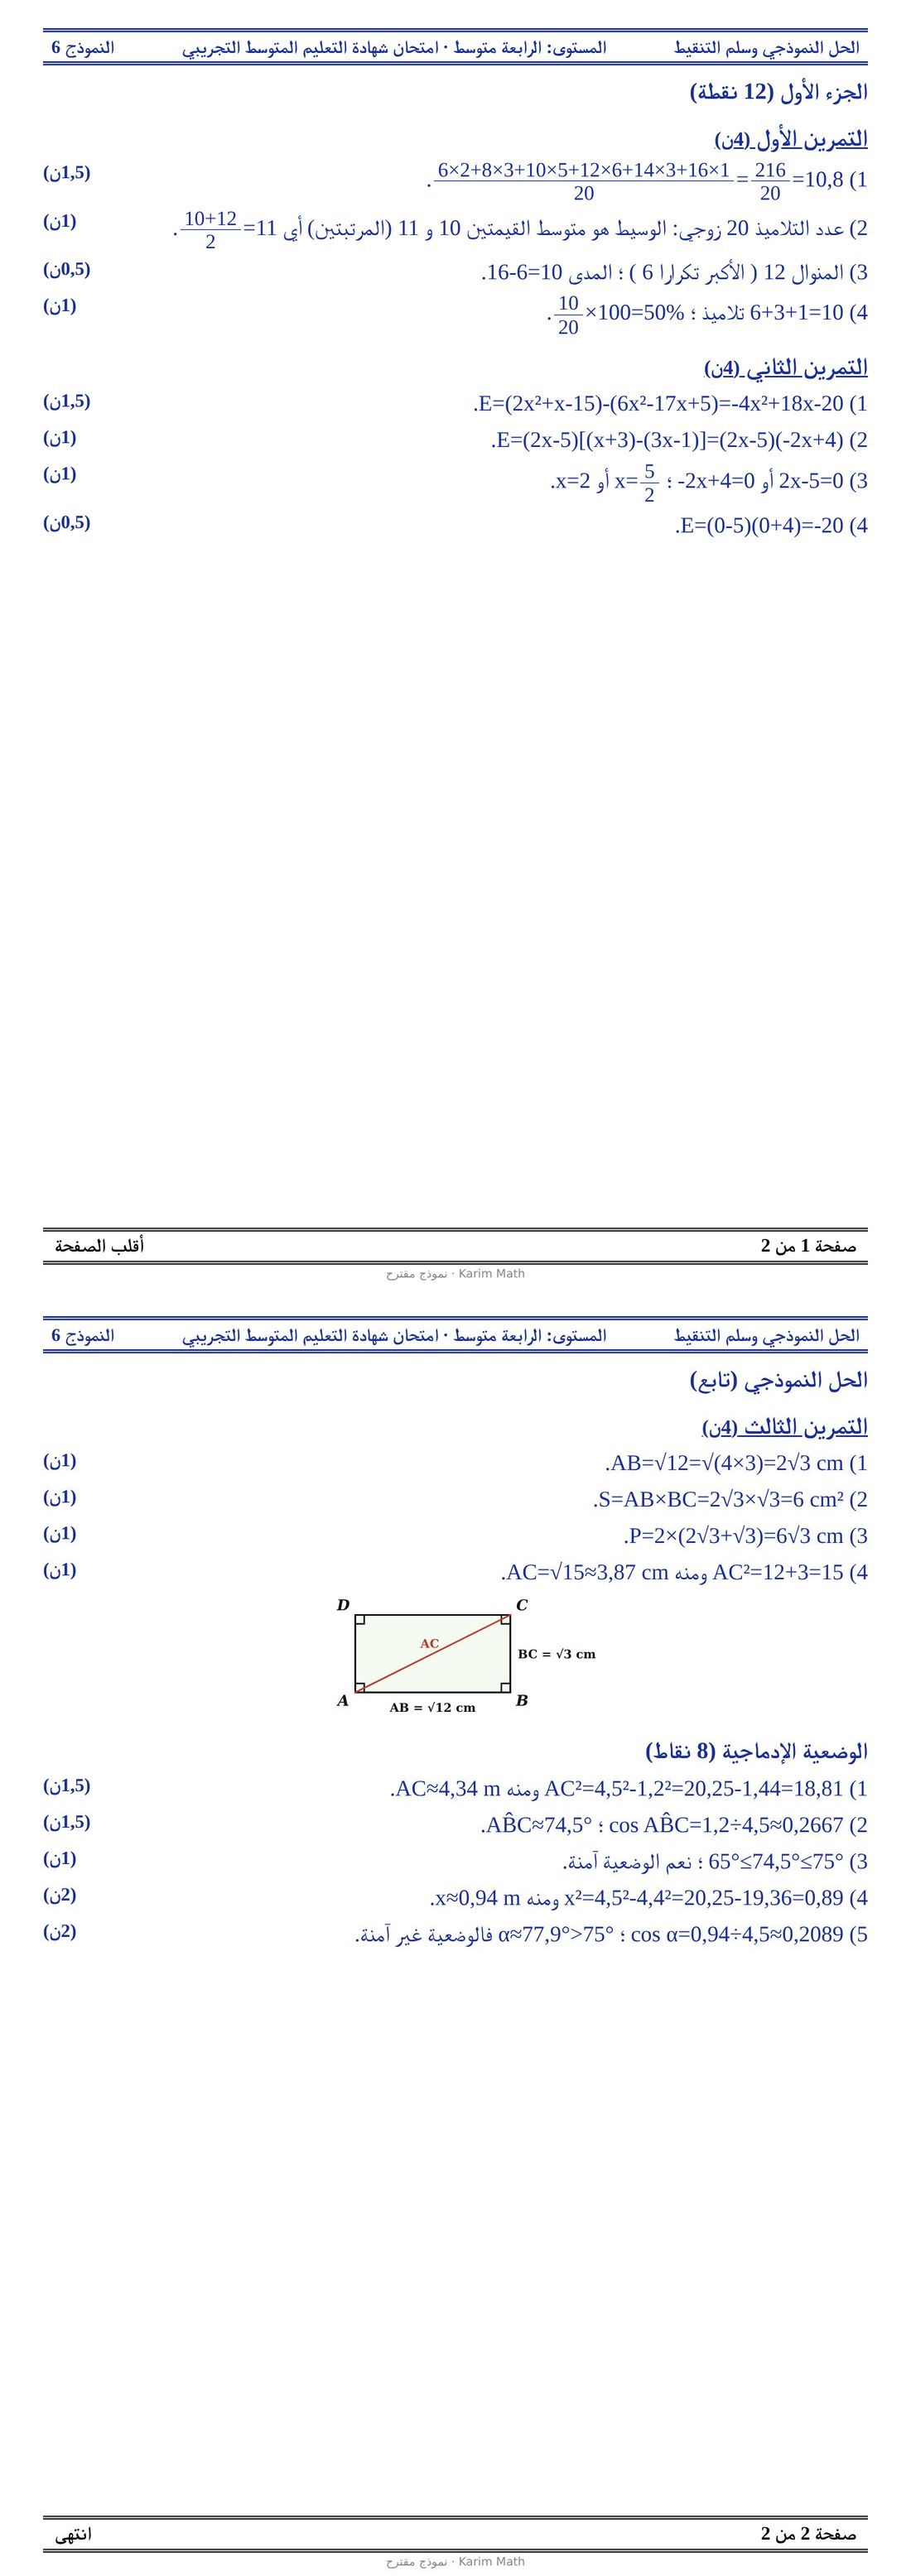 الحل النموذجي وسلم التنقيط المستوى: الرابعة متوسط · امتحان شهادة التعليم المتوسط التجريبي النموذج 6
الجزء الأول (12 نقطة)
التمرين الأول (4ن)
1) 6×2+8×3+10×5+12×6+14×3+16×1/20=216/20=10,8. (1,5ن)
2) عدد التلاميذ 20 زوجي: الوسيط هو متوسط القيمتين 10 و 11 (المرتبتين) أي 11=10+12/2. (1ن)
3) المنوال 12 ( الأكبر تكرارا 6 ) ؛ المدى 10=6-16. (0,5ن)
4) 6+3+1=10 تلاميذ ؛ 10/20×100=50%. (1ن)
التمرين الثاني (4ن)
1) E=(2x²+x-15)-(6x²-17x+5)=-4x²+18x-20. (1,5ن)
2) E=(2x-5)[(x+3)-(3x-1)]=(2x-5)(-2x+4). (1ن)
3) 2x-5=0 أو -2x+4=0 ؛ x=5/2 أو x=2. (1ن)
4) E=(0-5)(0+4)=-20. (0,5ن)
صفحة 1 من 2 أقلب الصفحة
Karim Math · نموذج مقترح
الحل النموذجي وسلم التنقيط المستوى: الرابعة متوسط · امتحان شهادة التعليم المتوسط التجريبي النموذج 6
الحل النموذجي (تابع)
التمرين الثالث (4ن)
1) AB=√12=√(4×3)=2√3 cm. (1ن)
2) S=AB×BC=2√3×√3=6 cm². (1ن)
3) P=2×(2√3+√3)=6√3 cm. (1ن)
4) AC²=12+3=15 ومنه AC=√15≈3,87 cm. (1ن)
D C
AC
BC = √3 cm
A B
AB = √12 cm
الوضعية الإدماجية (8 نقاط)
1) AC²=4,5²-1,2²=20,25-1,44=18,81 ومنه AC≈4,34 m. (1,5ن)
2) cos AB̂C=1,2÷4,5≈0,2667 ؛ AB̂C≈74,5°. (1,5ن)
3) 65°≤74,5°≤75° ؛ نعم الوضعية آمنة. (1ن)
4) x²=4,5²-4,4²=20,25-19,36=0,89 ومنه x≈0,94 m. (2ن)
5) cos α=0,94÷4,5≈0,2089 ؛ α≈77,9°>75° فالوضعية غير آمنة. (2ن)
صفحة 2 من 2 انتهى
Karim Math · نموذج مقترح